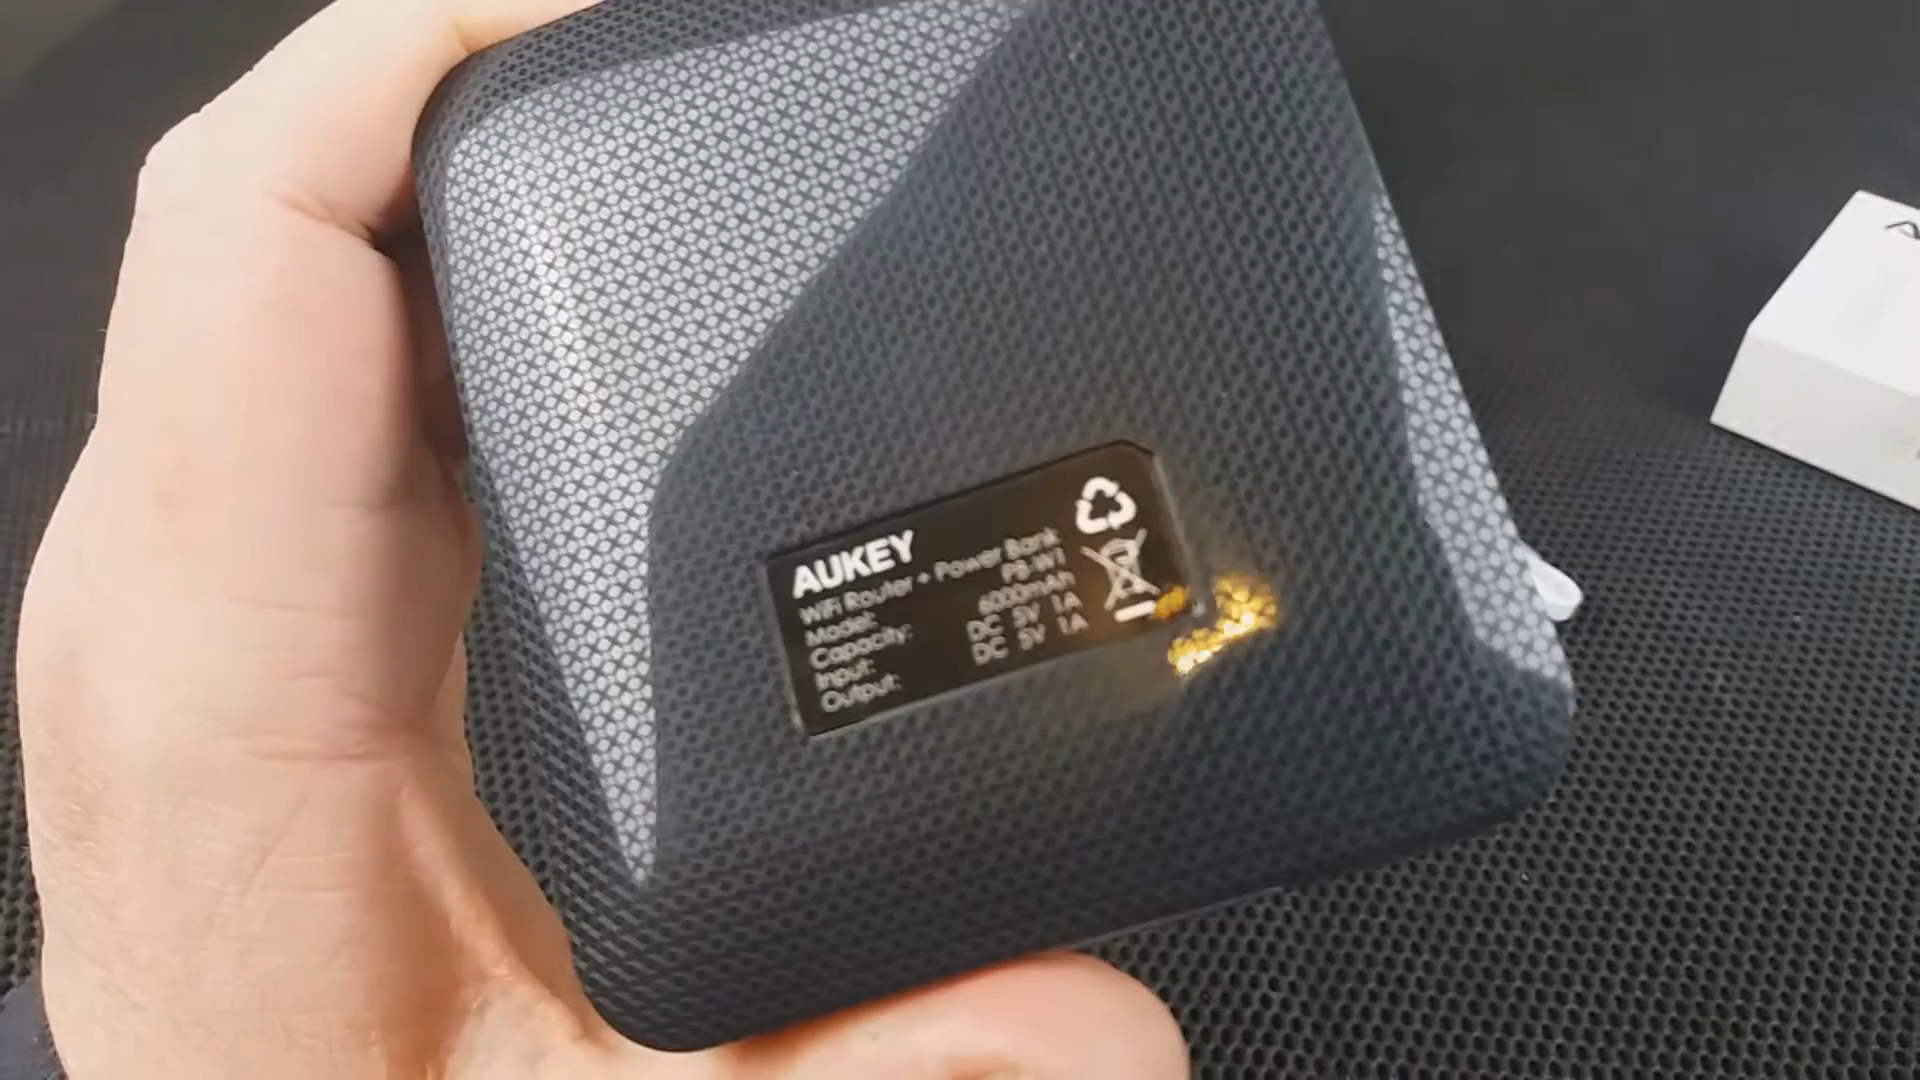 AUKEY
WiFi Router + Power Bank
Model: PB-W1
Capacity: 6000mAh
Input: DC 5V 1A
Output: DC 5V 1A